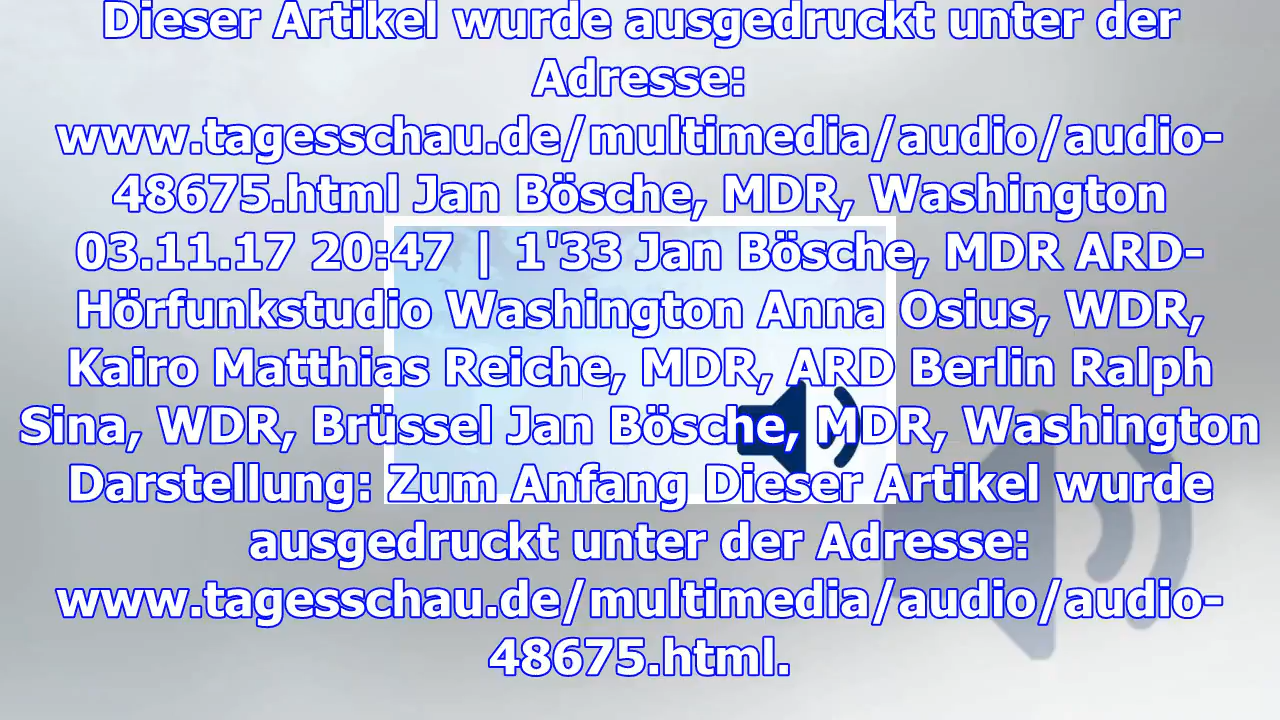 Dieser Artikel wurde ausgedruckt unter der
Adresse:
www.tagesschau.de/multimedia/audio/audio-
48675.html Jan Bösche, MDR, Washington
03.11.17 20:47 | 1'33 Jan Bösche, MDR ARD-
Hörfunkstudio Washington Anna Osius, WDR,
Kairo Matthias Reiche, MDR, ARD Berlin Ralph
Sina, WDR, Brüssel Jan Bösche, MDR, Washington
Darstellung: Zum Anfang Dieser Artikel wurde
ausgedruckt unter der Adresse:
www.tagesschau.de/multimedia/audio/audio-
48675.html.